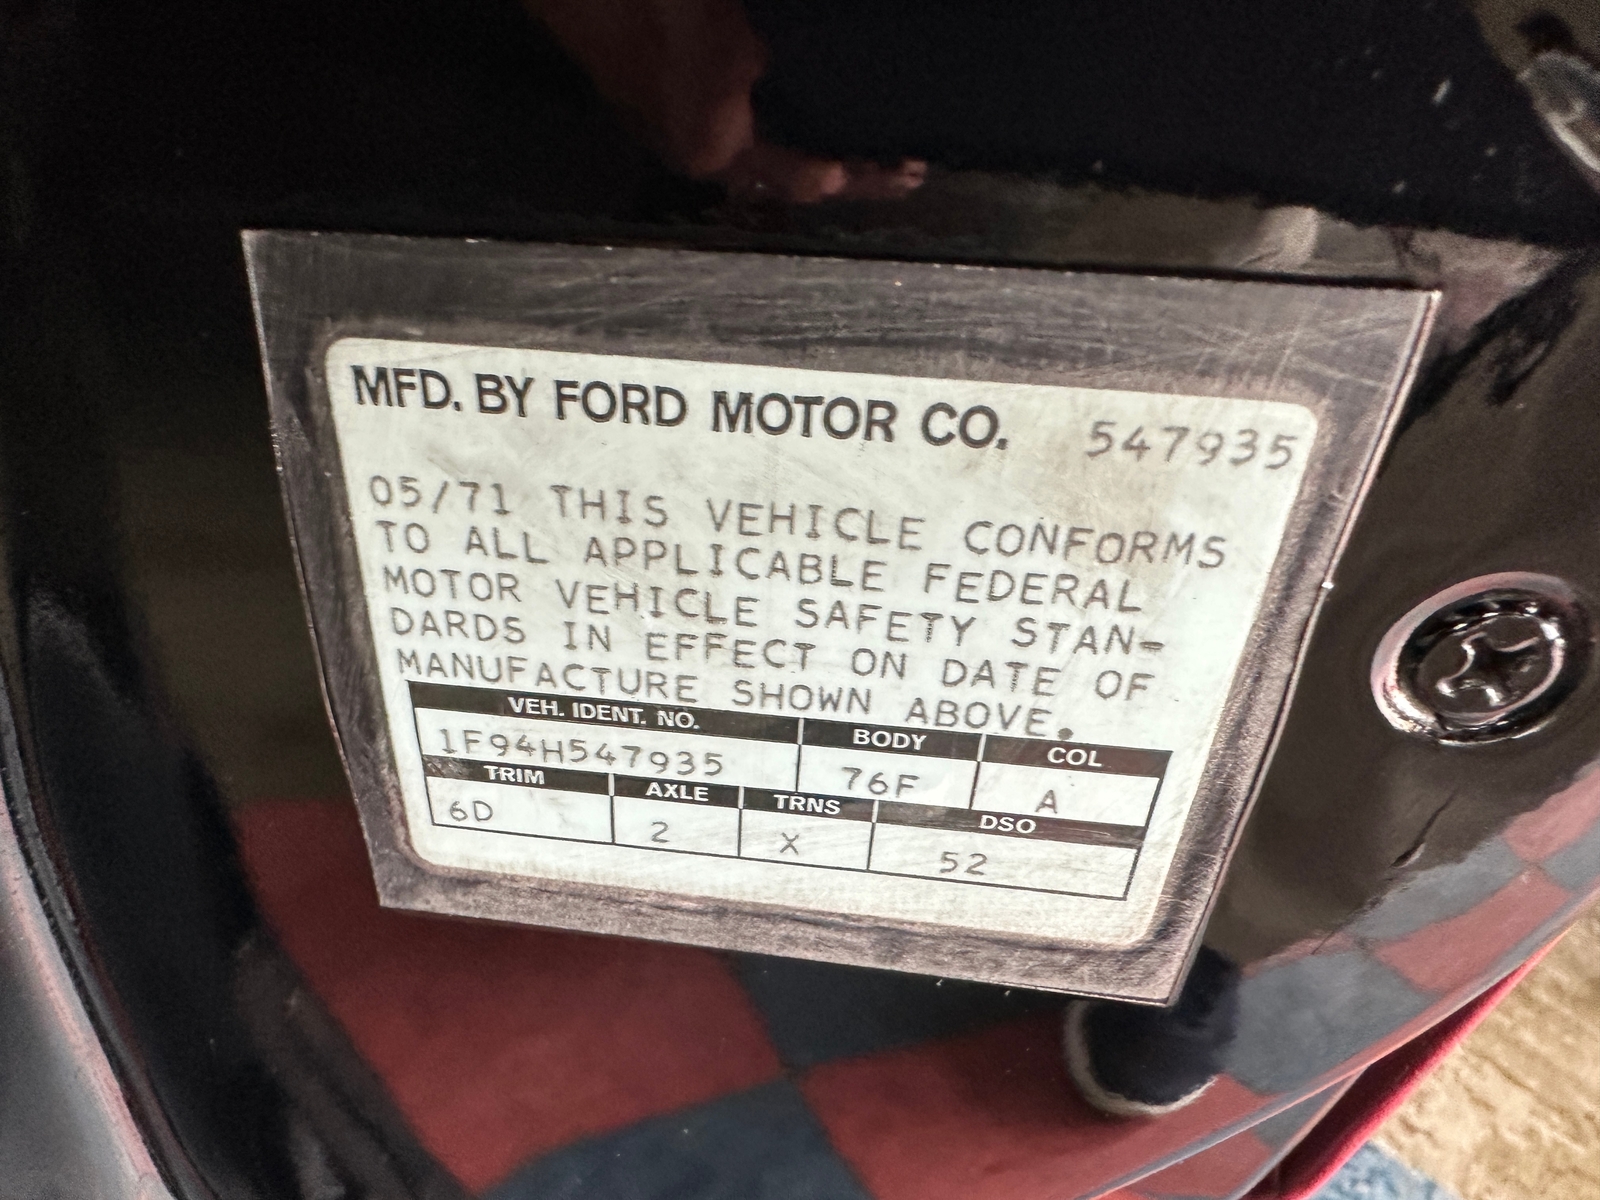 MFD. BY FORD MOTOR CO. 547935
05/71 THIS VEHICLE CONFORMS
TO ALL APPLICABLE FEDERAL
MOTOR VEHICLE SAFETY STAN-
DARDS IN EFFECT ON DATE OF
MANUFACTURE SHOWN ABOVE.
VEH. IDENT. NO. BODY COL
1F94H547935 76F A
TRIM AXLE TRNS DSO
6D 2 X 52